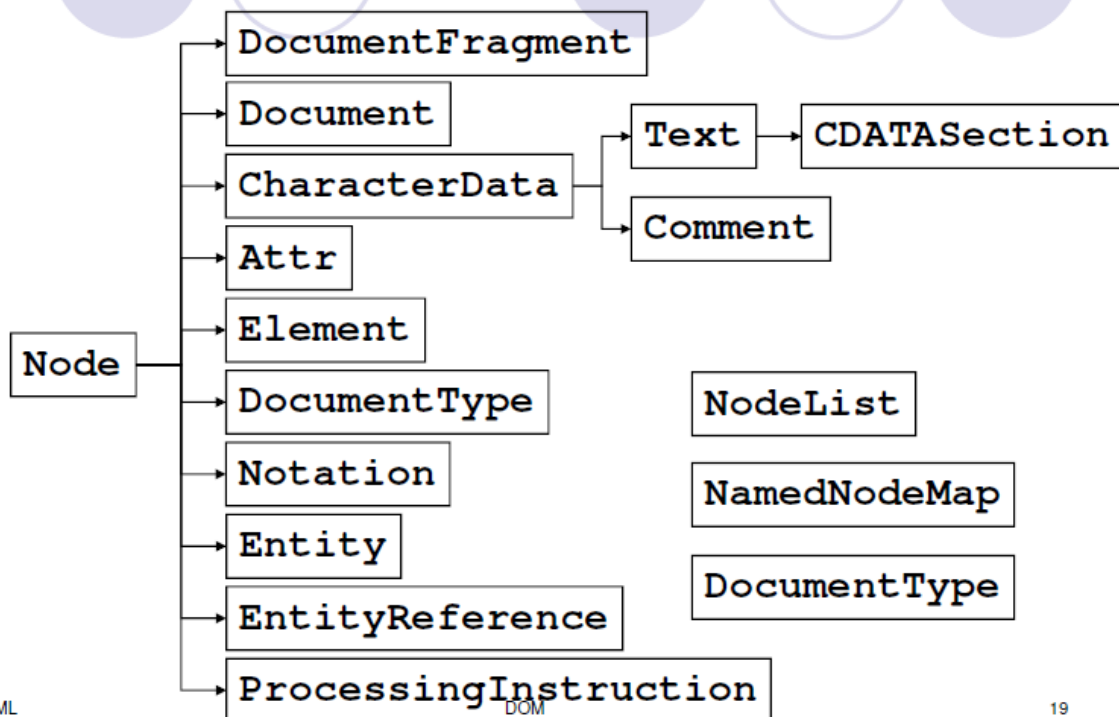 DocumentFragment
Document
Text
CDATASection
CharacterData
Comment
Attr
Element
Node
DocumentType
NodeList
Notation
NamedNodeMap
Entity
DocumentType
EntityReference
ProcessingInstruction
ML
DOM
19